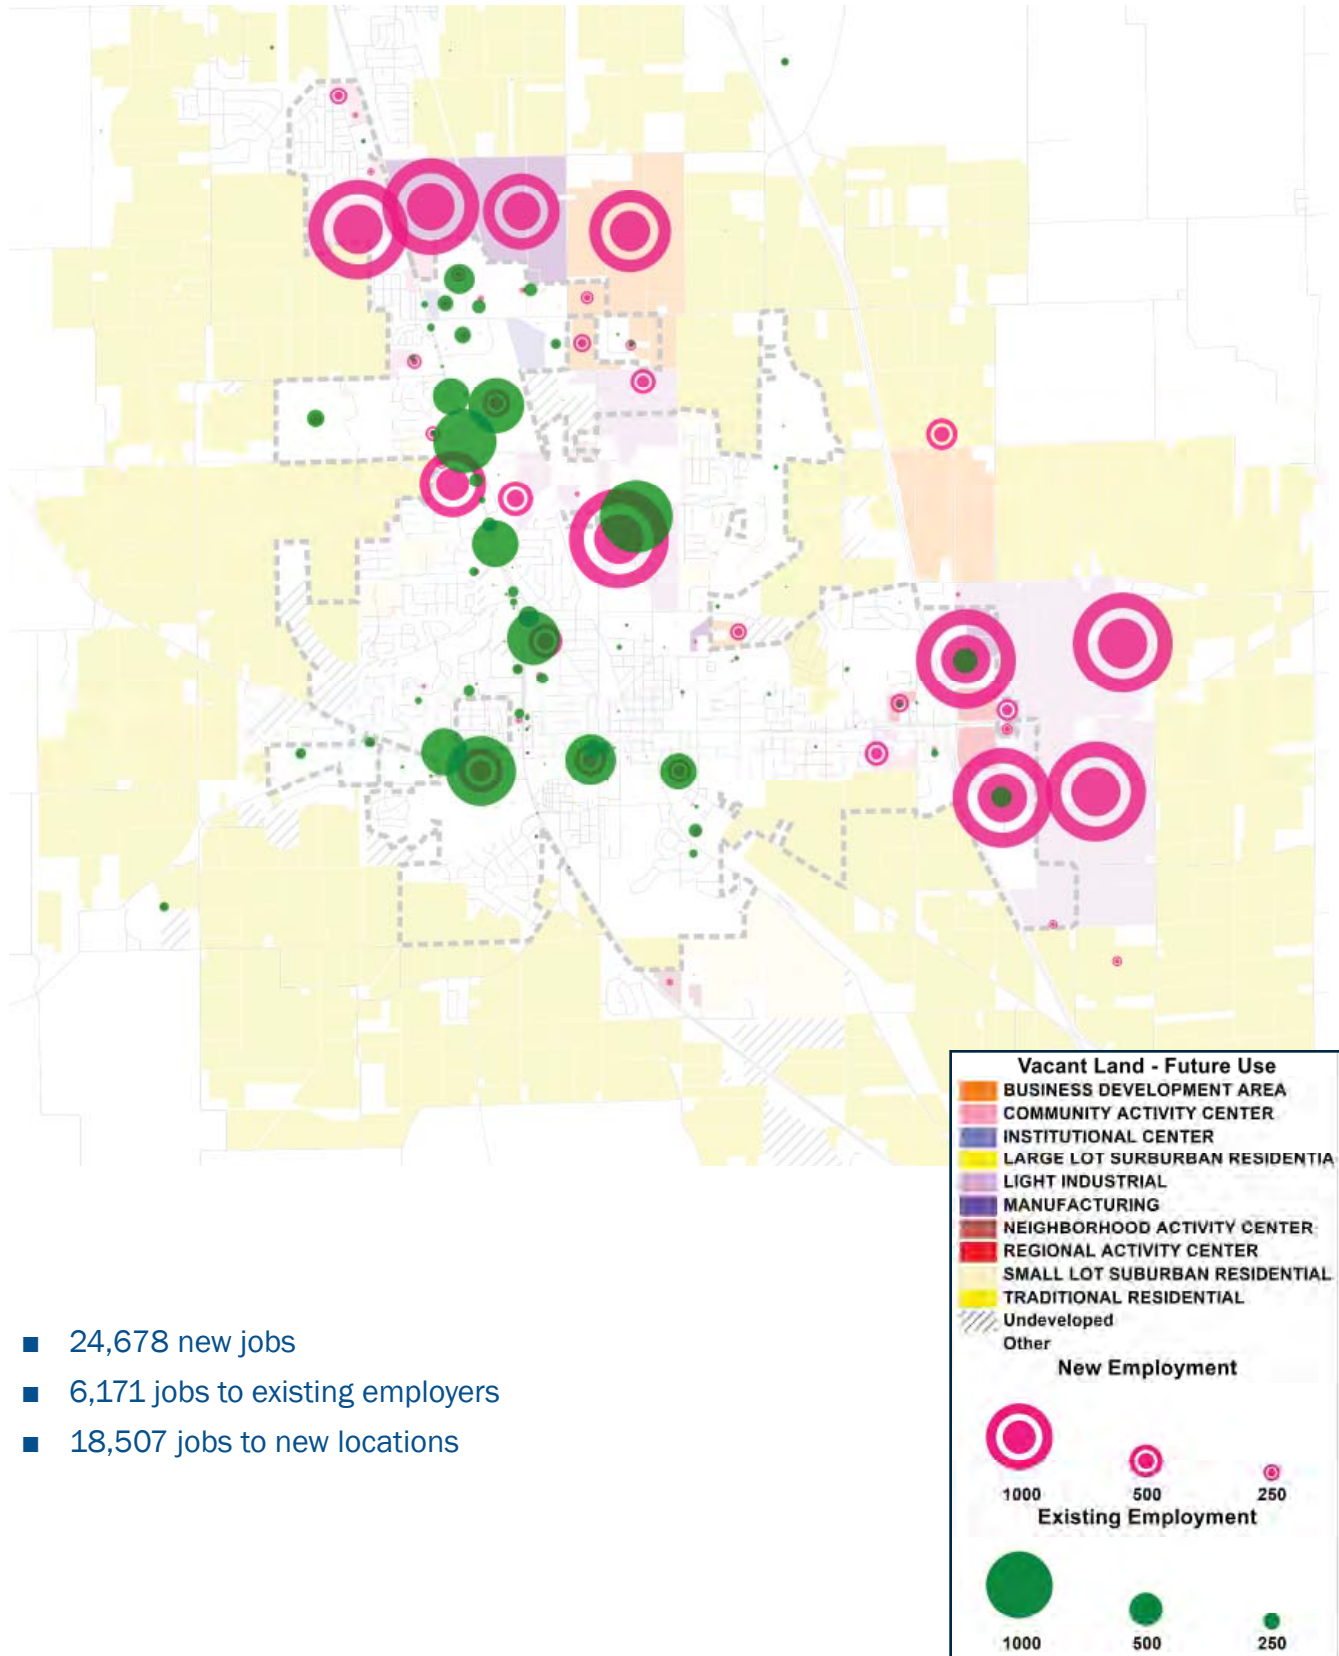 Vacant Land - Future Use
BUSINESS DEVELOPMENT AREA
COMMUNITY ACTIVITY CENTER
INSTITUTIONAL CENTER
LARGE LOT SURBURBAN RESIDENTIA
LIGHT INDUSTRIAL
MANUFACTURING
NEIGHBORHOOD ACTIVITY CENTER
REGIONAL ACTIVITY CENTER
SMALL LOT SUBURBAN RESIDENTIAL
TRADITIONAL RESIDENTIAL
Undeveloped
Other
New Employment
1000 500 250
Existing Employment
1000 500 250
■ 24,678 new jobs
■ 6,171 jobs to existing employers
■ 18,507 jobs to new locations